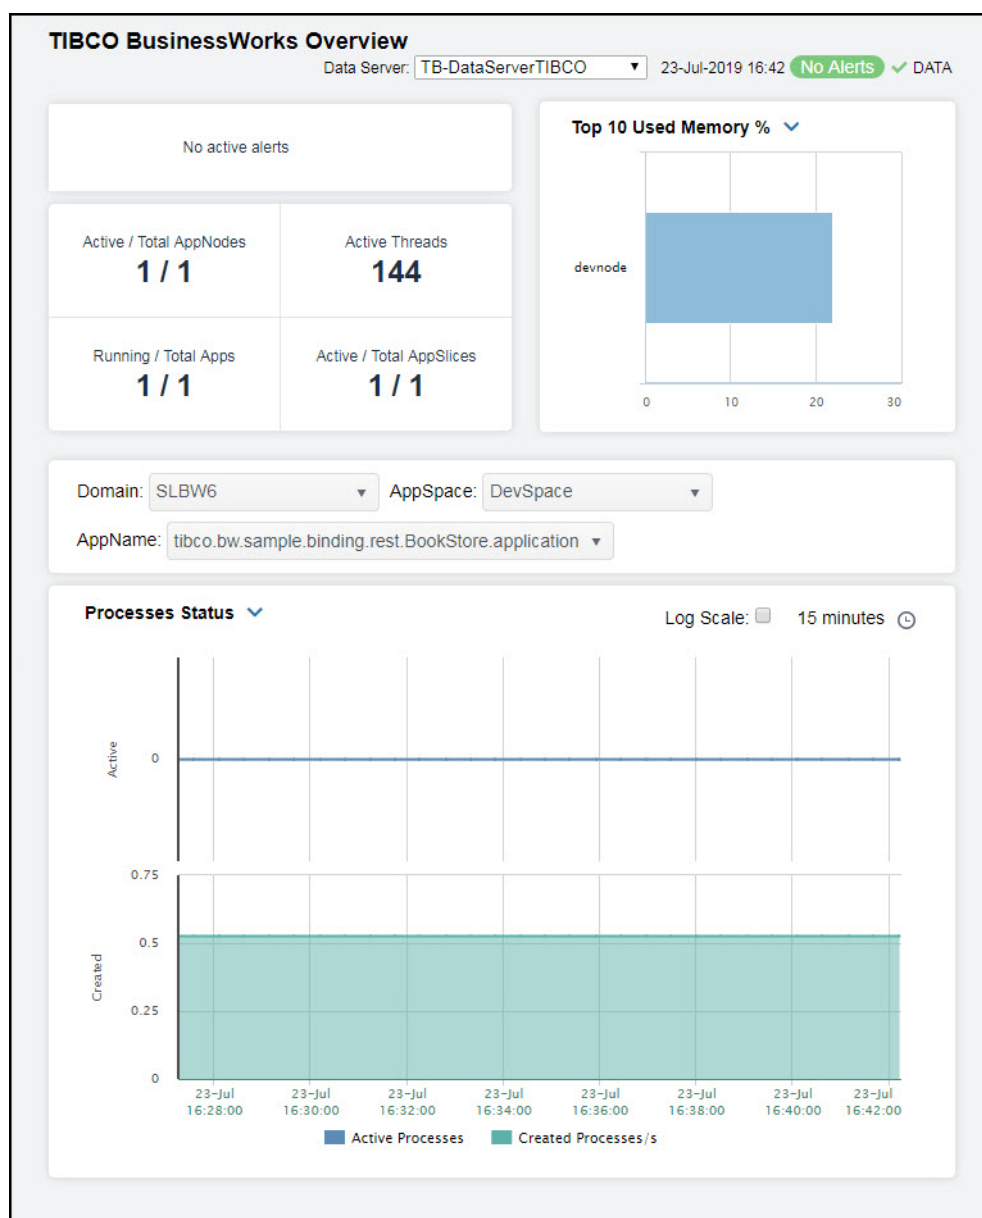 TIBCO BusinessWorks Overview
Data Server: TB-DataServerTIBCO 23-Jul-2019 16:42 No Alerts DATA
No active alerts
Active / Total AppNodes
1 / 1
Active Threads
144
Running / Total Apps
1 / 1
Active / Total AppSlices
1 / 1
Top 10 Used Memory %
devnode
0 10 20 30
Domain: SLBW6 AppSpace: DevSpace
AppName: tibco.bw.sample.binding.rest.BookStore.application
Processes Status Log Scale: 15 minutes
Active
0
Created
0.75
0.5
0.25
0
23-Jul 23-Jul 23-Jul 23-Jul 23-Jul 23-Jul 23-Jul 23-Jul
16:28:00 16:30:00 16:32:00 16:34:00 16:36:00 16:38:00 16:40:00 16:42:00
Active Processes Created Processes/s